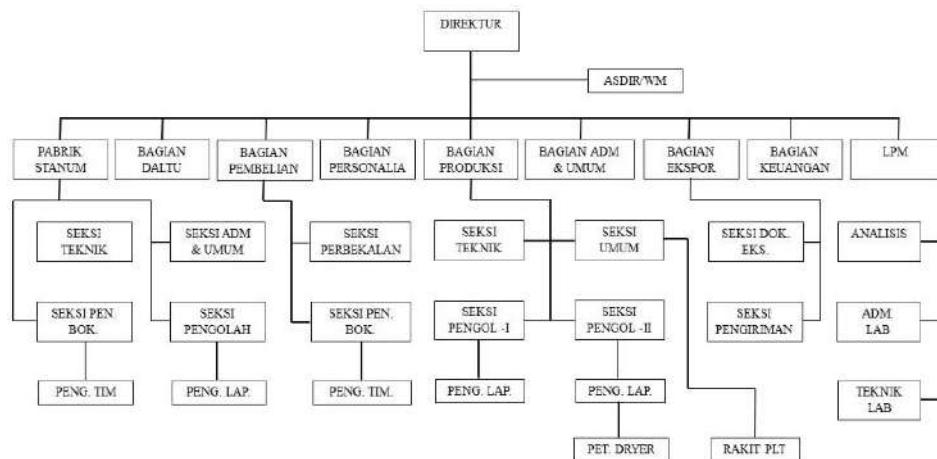 DIREKTUR
ASDIR/WM
PABRIK
STANUM
BAGIAN
DALTU
BAGIAN
PEMBELIAN
BAGIAN
PERSONALIA
BAGIAN
PRODUKSI
BAGIAN ADM
& UMUM
BAGIAN
EKSPOR
BAGIAN
KEUANGAN
LPM
SEKSI
TEKNIK
SEKSI ADM
& UMUM
SEKSI
PERBEKALAN
SEKSI
TEKNIK
SEKSI
UMUM
SEKSI DOK.
EKS.
ANALISIS
SEKSI PEN.
BOK.
SEKSI
PENGOLAH
SEKSI PEN.
BOK.
SEKSI
PENGOL -I
SEKSI
PENGOL -II
SEKSI
PENGIRIMAN
ADM.
LAB
PENG. TIM
PENG. LAP.
PENG. TIM.
PENG. LAP.
PENG. LAP.
TEKNIK
LAB
PET. DRYER
RAKIT PLT